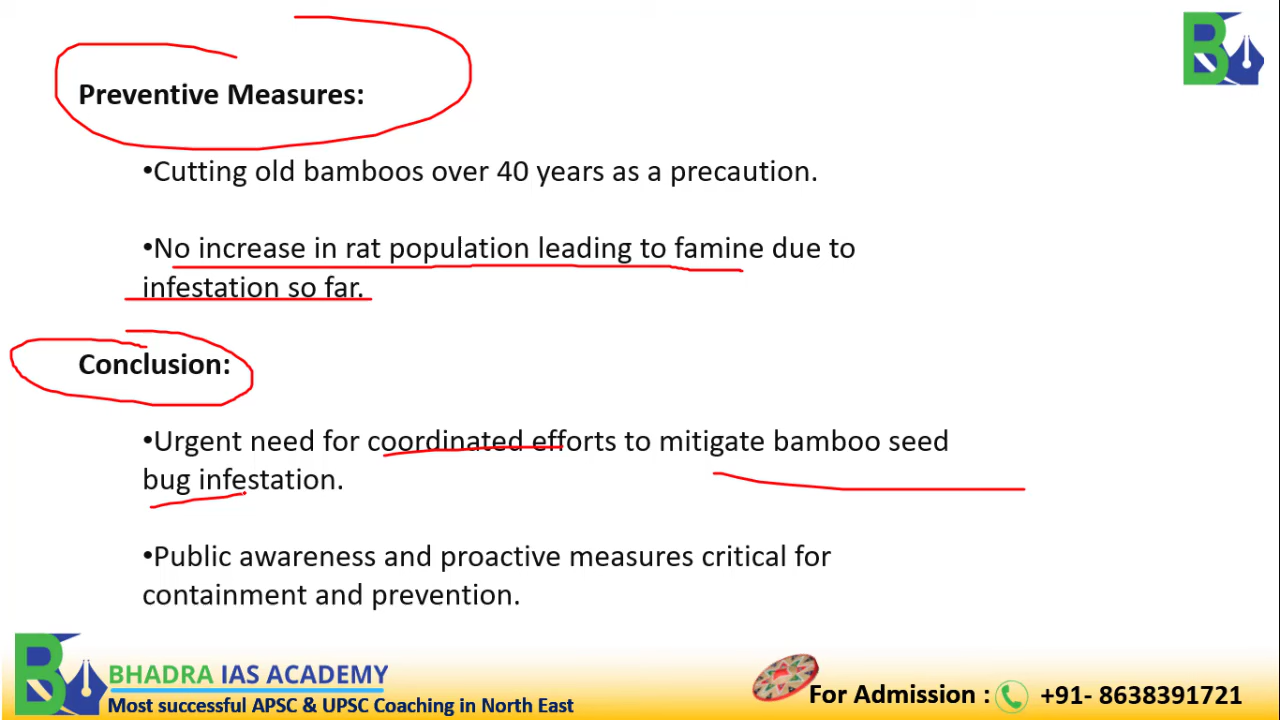 Preventive Measures:
•Cutting old bamboos over 40 years as a precaution.
•No increase in rat population leading to famine due to
infestation so far.
Conclusion:
•Urgent need for coordinated efforts to mitigate bamboo seed
bug infestation.
•Public awareness and proactive measures critical for
containment and prevention.
BHADRA IAS ACADEMY
Most successful APSC & UPSC Coaching in North East
For Admission : +91- 8638391721